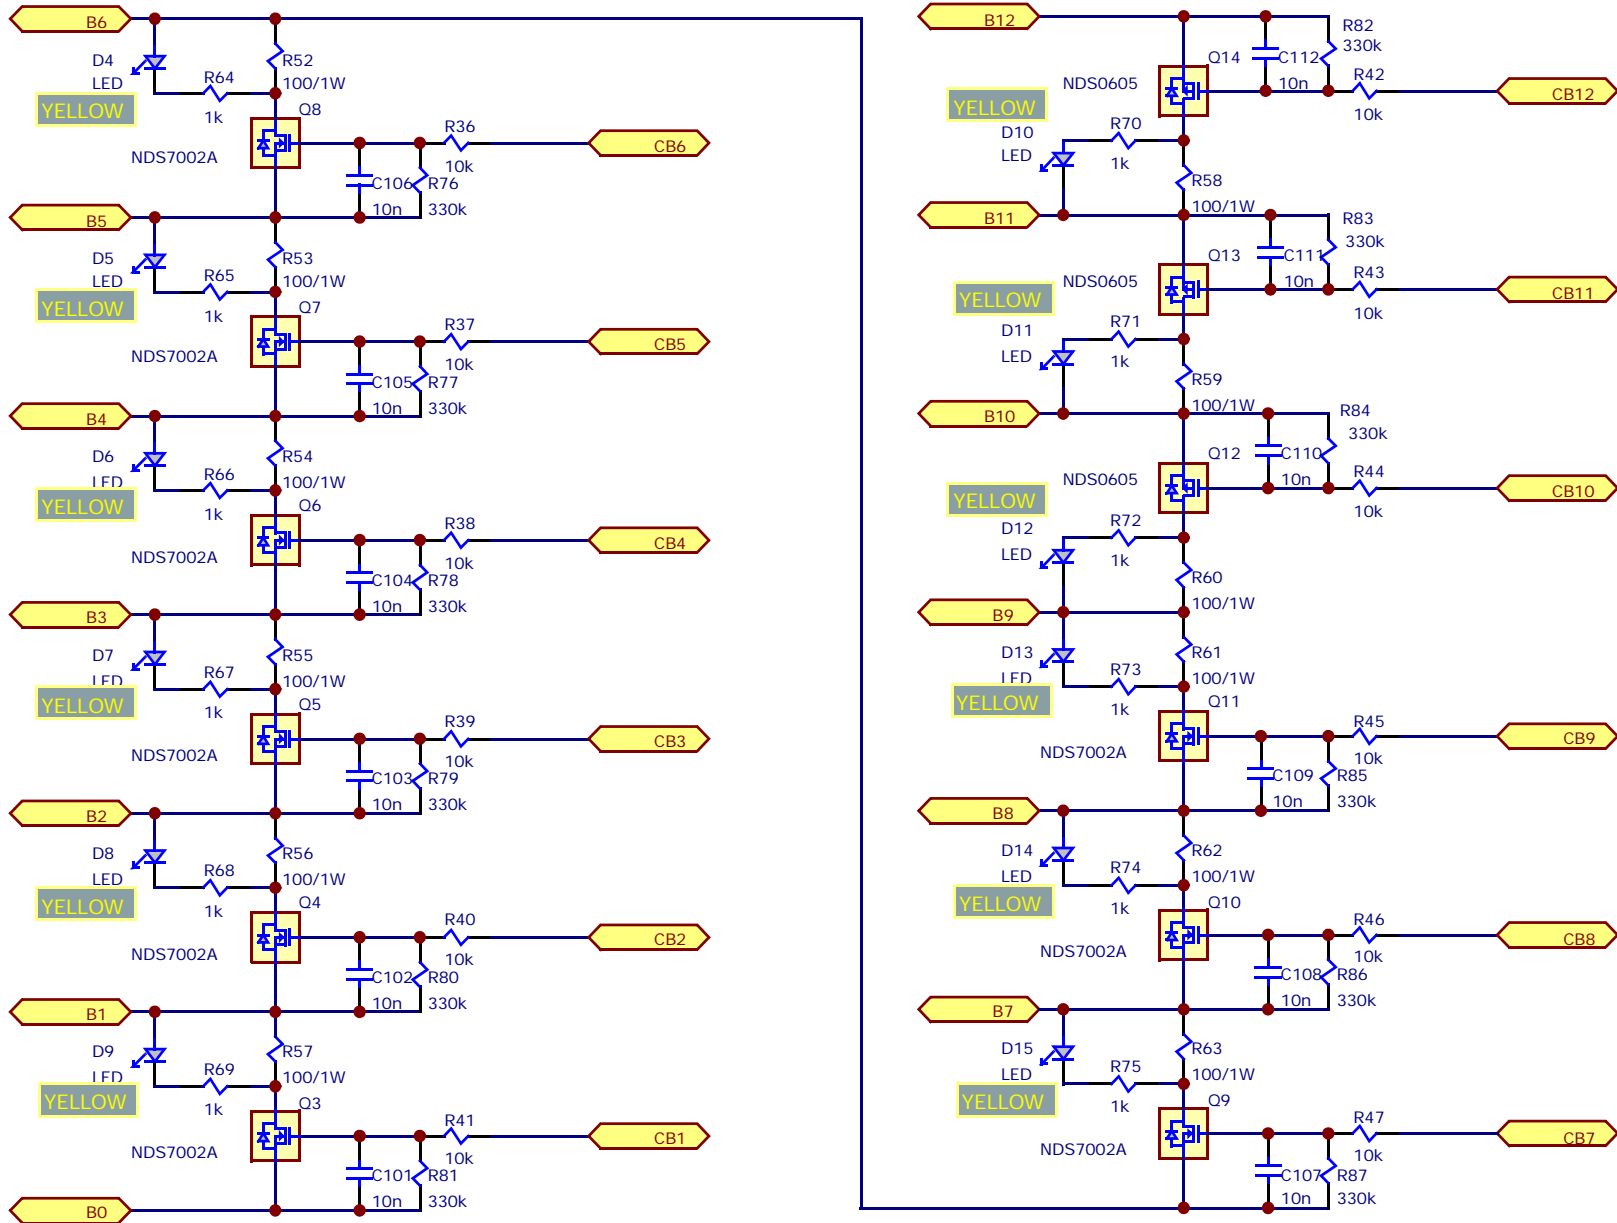 B6
D4
LED
YELLOW
R64
1k
R52
100/1W
Q8
NDS7002A
R36
10k
CB6
C106
10n
R76
330k
B5
D5
LED
YELLOW
R65
1k
R53
100/1W
Q7
NDS7002A
R37
10k
CB5
C105
10n
R77
330k
B4
D6
LED
YELLOW
R66
1k
R54
100/1W
Q6
NDS7002A
R38
10k
CB4
C104
10n
R78
330k
B3
D7
LED
YELLOW
R67
1k
R55
100/1W
Q5
NDS7002A
R39
10k
CB3
C103
10n
R79
330k
B2
D8
LED
YELLOW
R68
1k
R56
100/1W
Q4
NDS7002A
R40
10k
CB2
C102
10n
R80
330k
B1
D9
LED
YELLOW
R69
1k
R57
100/1W
Q3
NDS7002A
R41
10k
CB1
C101
10n
R81
330k
B0
B12
Q14
NDS0605
C112
10n
R82
330k
R42
10k
CB12
YELLOW
D10
LED
R70
1k
R58
100/1W
B11
Q13
NDS0605
C111
10n
R83
330k
R43
10k
CB11
YELLOW
D11
LED
R71
1k
R59
100/1W
B10
Q12
NDS0605
C110
10n
R84
330k
R44
10k
CB10
YELLOW
D12
LED
R72
1k
R60
100/1W
B9
D13
LED
YELLOW
R73
1k
R61
100/1W
Q11
NDS7002A
R45
10k
CB9
C109
10n
R85
330k
B8
D14
LED
YELLOW
R74
1k
R62
100/1W
Q10
NDS7002A
R46
10k
CB8
C108
10n
R86
330k
B7
D15
LED
YELLOW
R75
1k
R63
100/1W
Q9
NDS7002A
R47
10k
CB7
C107
10n
R87
330k